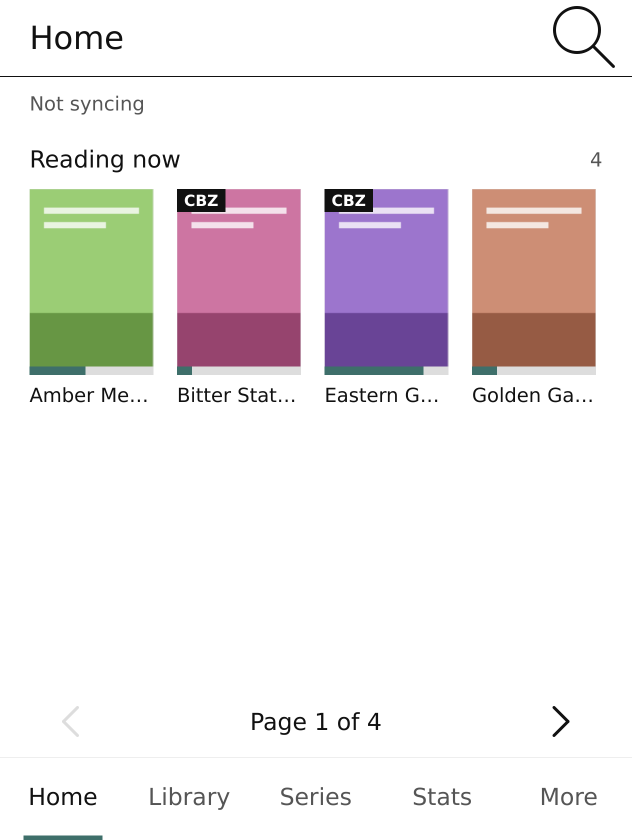 Home
Not syncing
Reading now 4
CBZ CBZ
Amber Me… Bitter Stat… Eastern G… Golden Ga…
Page 1 of 4
Home Library Series Stats More